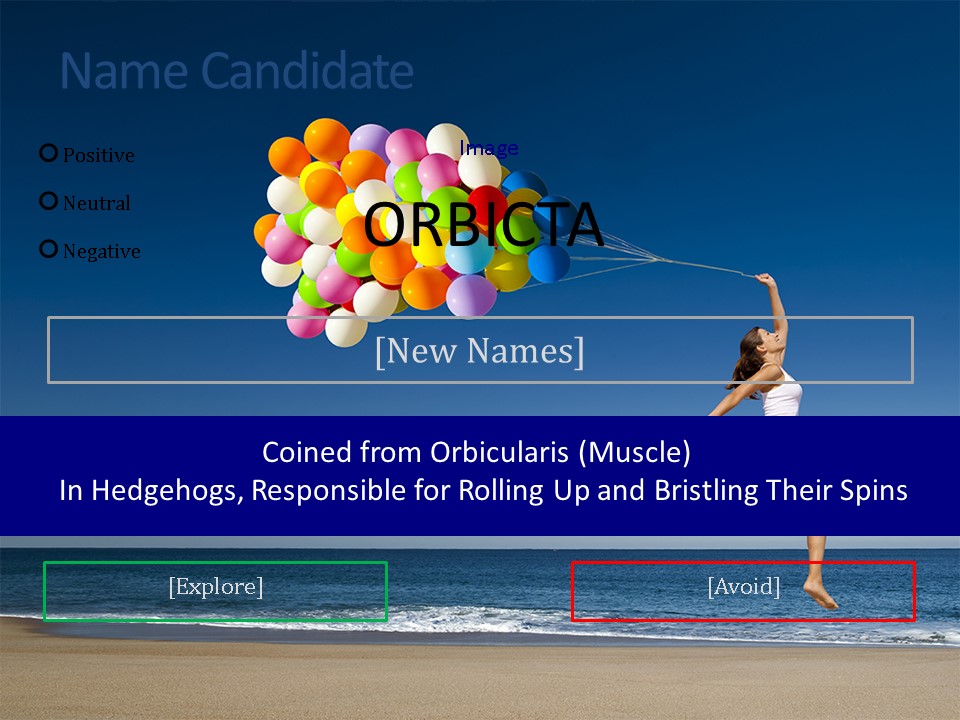 Name Candidate
Positive
Neutral
Negative
Image
ORBICTA
[New Names]
Coined from Orbicularis (Muscle)
In Hedgehogs, Responsible for Rolling Up and Bristling Their Spins
[Explore]
[Avoid]